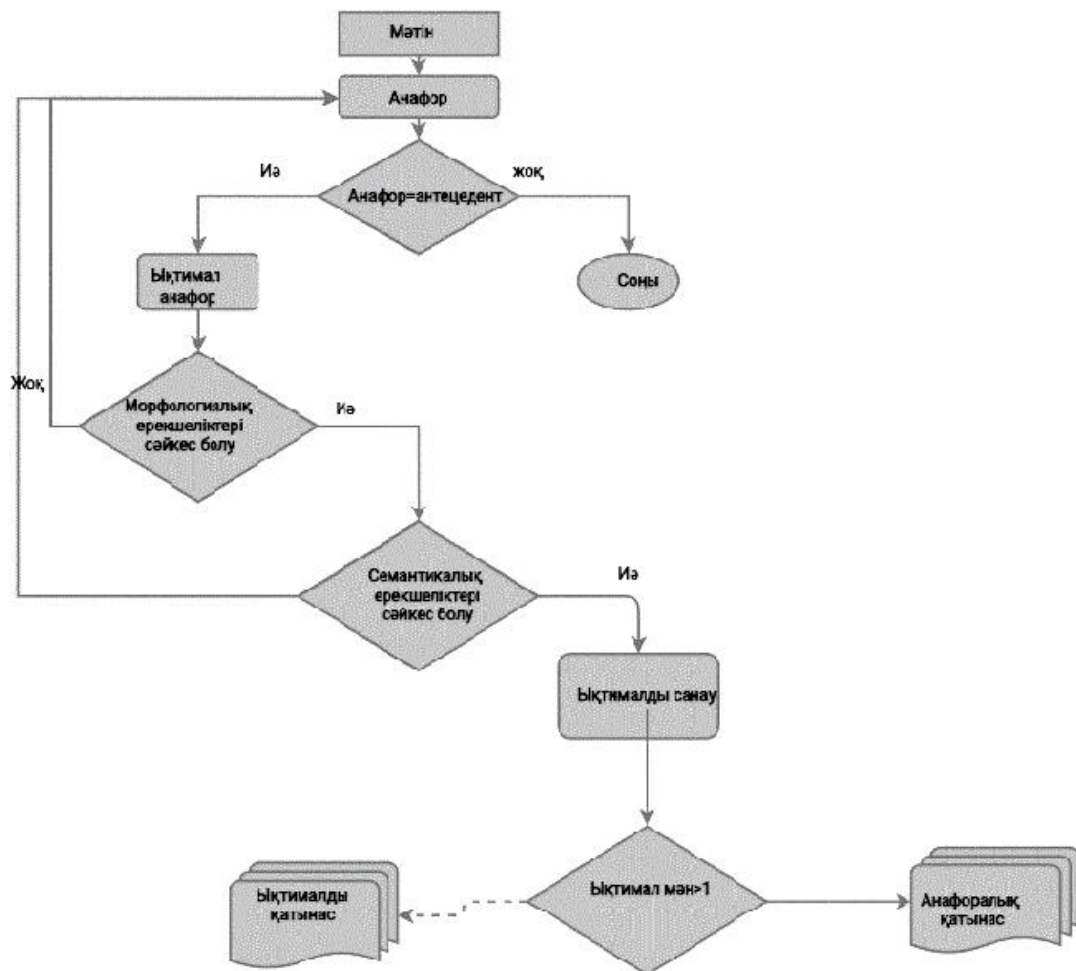 Мәтін
Анафор
Иә
жоқ
Анафор=антецедент
Ықтимал
анафор
Соңы
Жоқ
Морфологиялық
ерекшеліктері
сәйкес болу
Иә
Семантикалық
ерекшеліктері
сәйкес болу
Иә
Ықтималды санау
Ықтимал мән>1
Ықтималды
қатынас
Анафоралық
қатынас